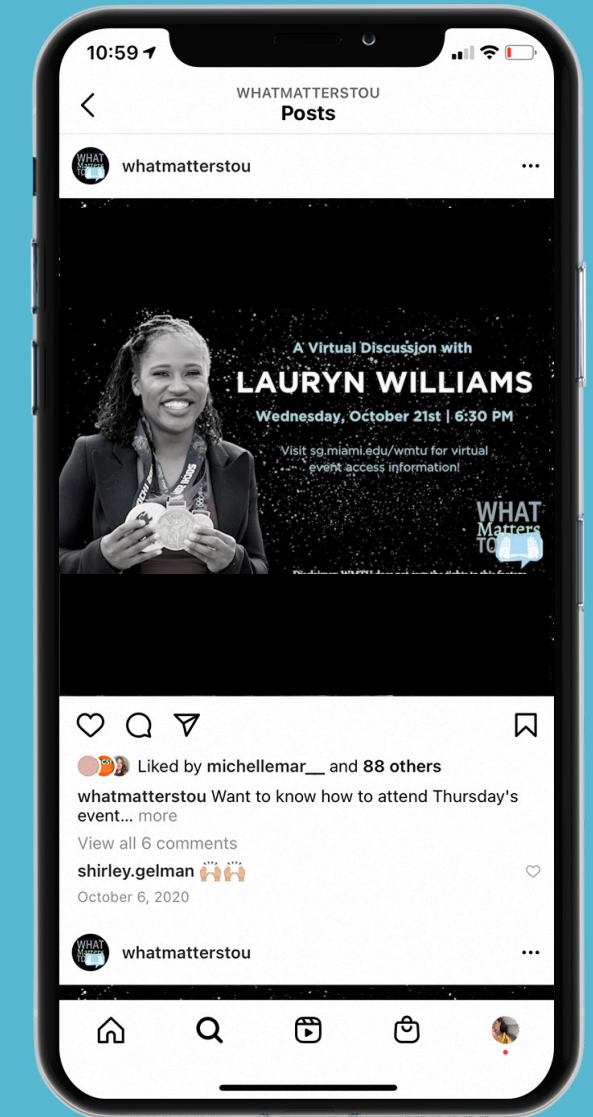 10:59
WHATMATTERSTOU
Posts
whatmatterstou
A Virtual Discussion with
LAURYN WILLIAMS
Wednesday, October 21st | 6:30 PM
Visit sg.miami.edu/wmtu for virtual
event access information!
WHAT
Matters
TO
Liked by michellemar__ and 88 others
whatmatterstou Want to know how to attend Thursday's
event... more
View all 6 comments
shirley.gelman 🙌🏼🙌🏼
October 6, 2020
whatmatterstou